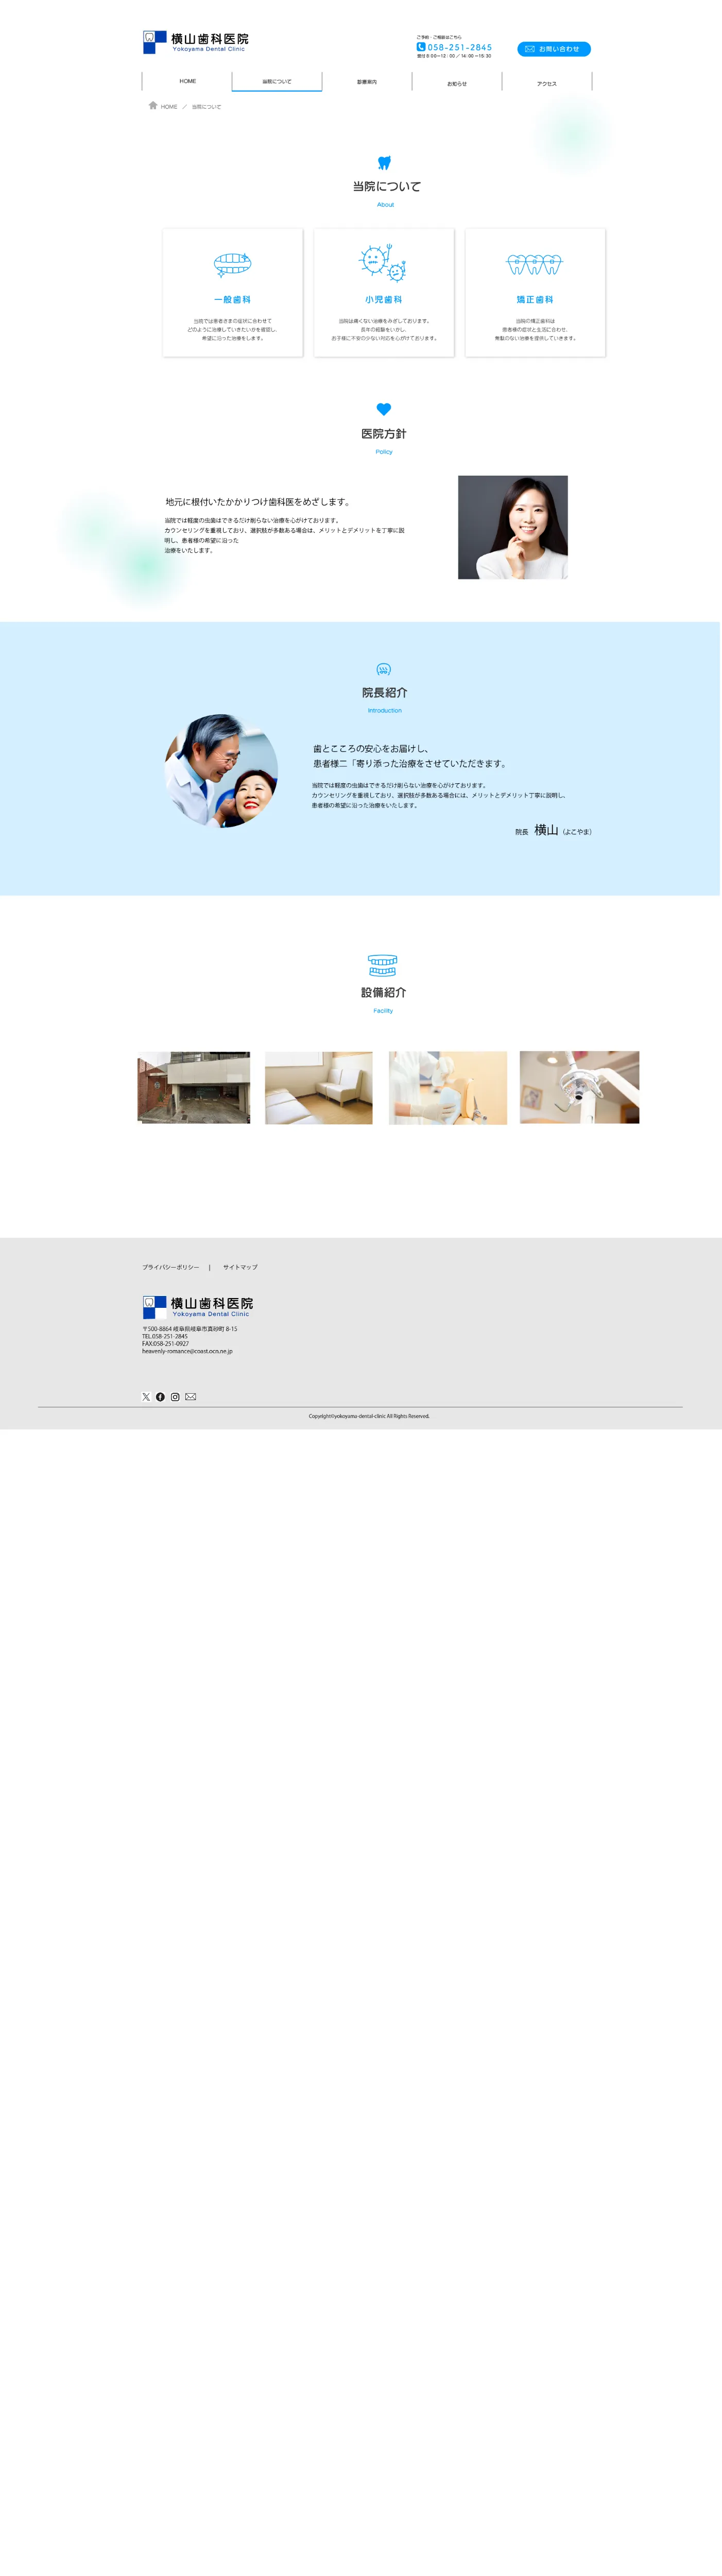 横山歯科医院
Yokoyama Dental Clinic
ご予約・ご相談はこちら
058-251-2845
お問い合わせ
HOME
当院について
診療案内
お知らせ
アクセス
HOME ／ 当院について
当院について
About
一般歯科
当院では患者さまの症状に合わせて
どのように治療していきたいかを確認し、
希望に沿った治療をします。
小児歯科
当院は痛くない治療をみざしております。
長年の経験をいかし、
お子様に不安の少ない対応を心がけております。
矯正歯科
当院の矯正歯科は
患者様の症状と生活に合わせ、
無駄のない治療を提供していきます。
医院方針
Policy
地元に根付いたかかりつけ歯科医をめざします。
当院では軽度の虫歯はできるだけ削らない治療を心がけております。
カウンセリングを重視しており、選択肢が多数ある場合は、メリットとデメリットを丁寧に説
明し、患者様の希望に沿った
治療をいたします。
院長紹介
Introduction
歯とこころの安心をお届けし、
患者様二「寄り添った治療をさせていただきます。
当院では軽度の虫歯はできるだけ削らない治療を心がけております。
カウンセリングを重視しており、選択肢が多数ある場合には、メリットとデメリット丁寧に説明し、
患者様の希望に沿った治療をいたします。
院長 横山（よこやま）
設備紹介
Facility
プライバシーポリシー ｜ サイトマップ
横山歯科医院
Yokoyama Dental Clinic
〒500-8864 岐阜県岐阜市真砂町 8-15
TEL.058-251-2845
FAX:058-251-0927
heavenly-romance@coast.ocn.ne.jp
Copyright©yokoyama-dental-clinic All Rights Reserved.